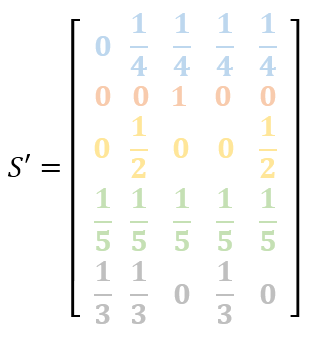 0 1/4 1/4 1/4 1/4
0 0 1 0 0
S′ = 0 1/2 0 0 1/2
1/5 1/5 1/5 1/5 1/5
1/3 1/3 0 1/3 0